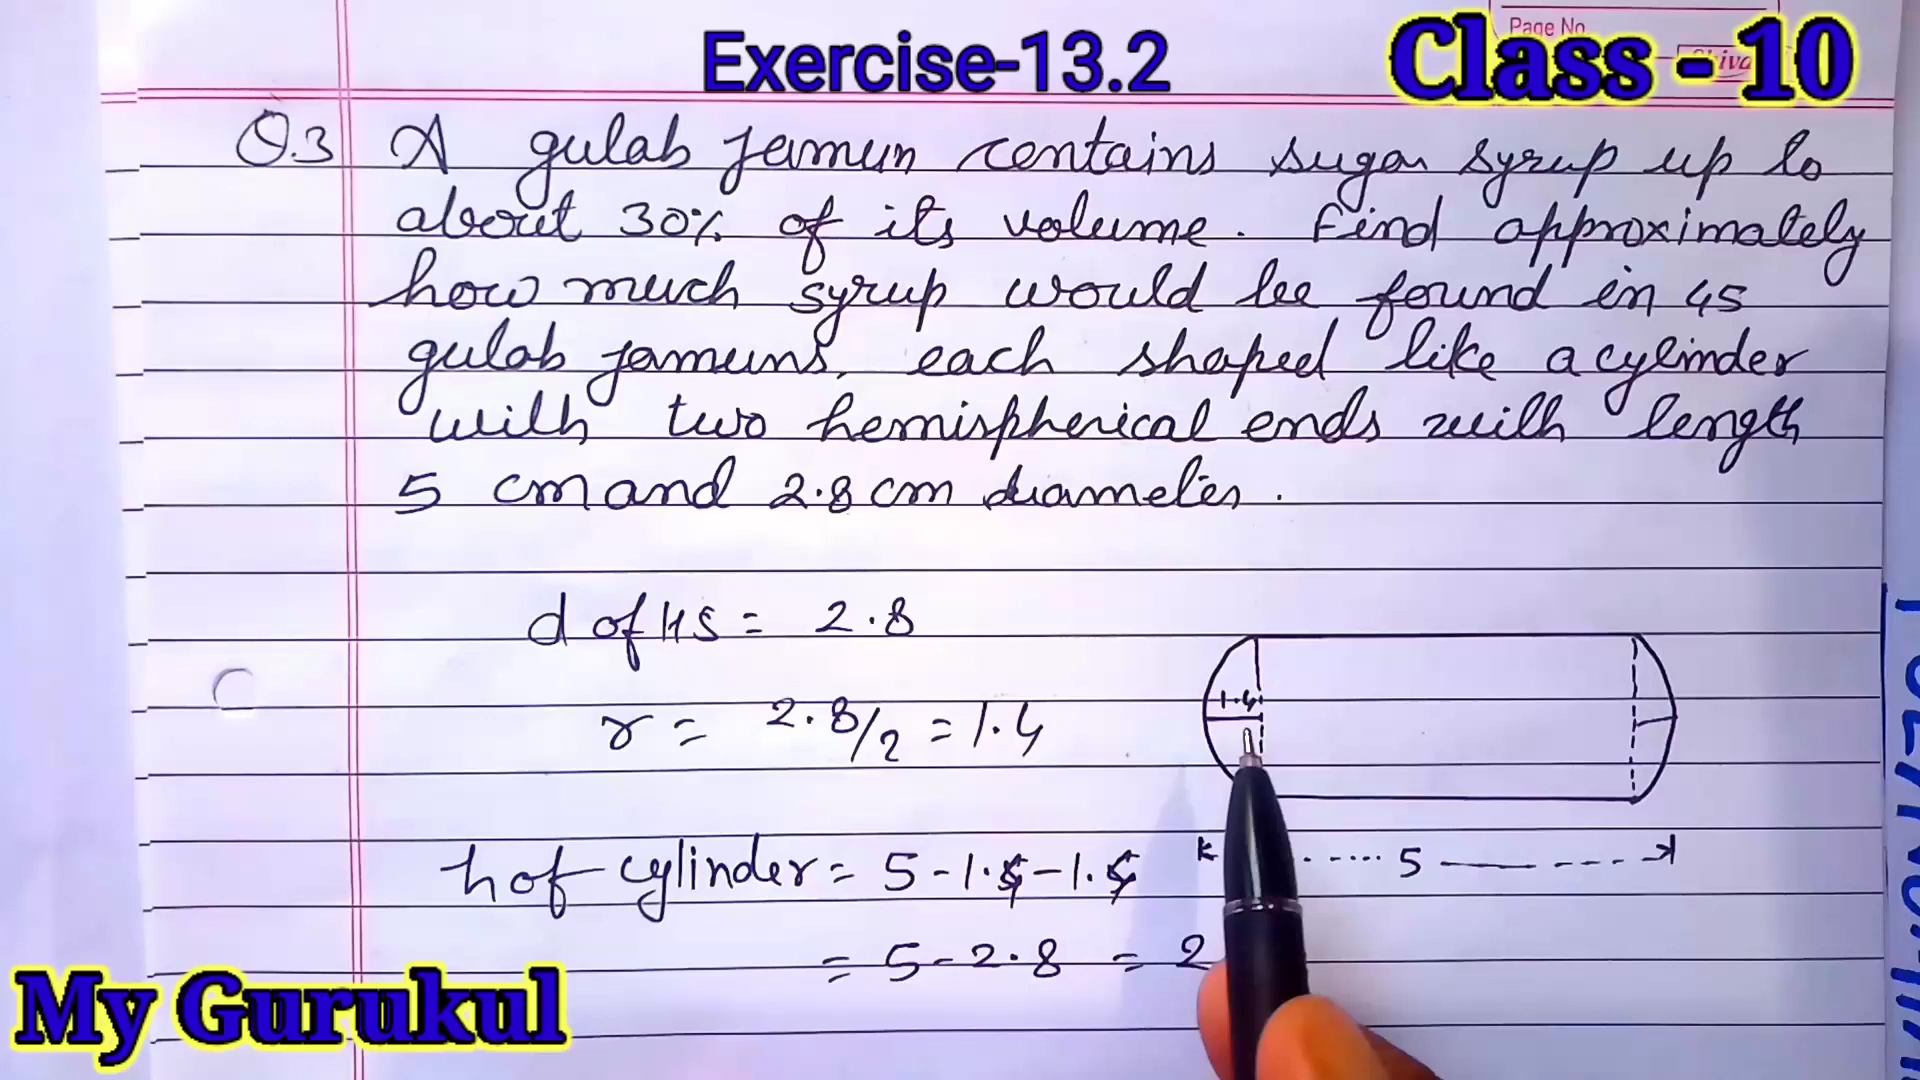 Exercise-13.2
Class - 10
Page No.
Q.3 A gulab jamun contains sugar syrup up to
about 30% of its volume. Find approximately
how much syrup would be found in 45
gulab jamuns, each shaped like a cylinder
with two hemispherical ends with length
5 cm and 2.8 cm diameter.
d of HS = 2.8
r = 2.8/2 = 1.4
1.4
h of cylinder = 5 - 1.4 - 1.4
5
= 5 - 2.8 = 2
My Gurukul